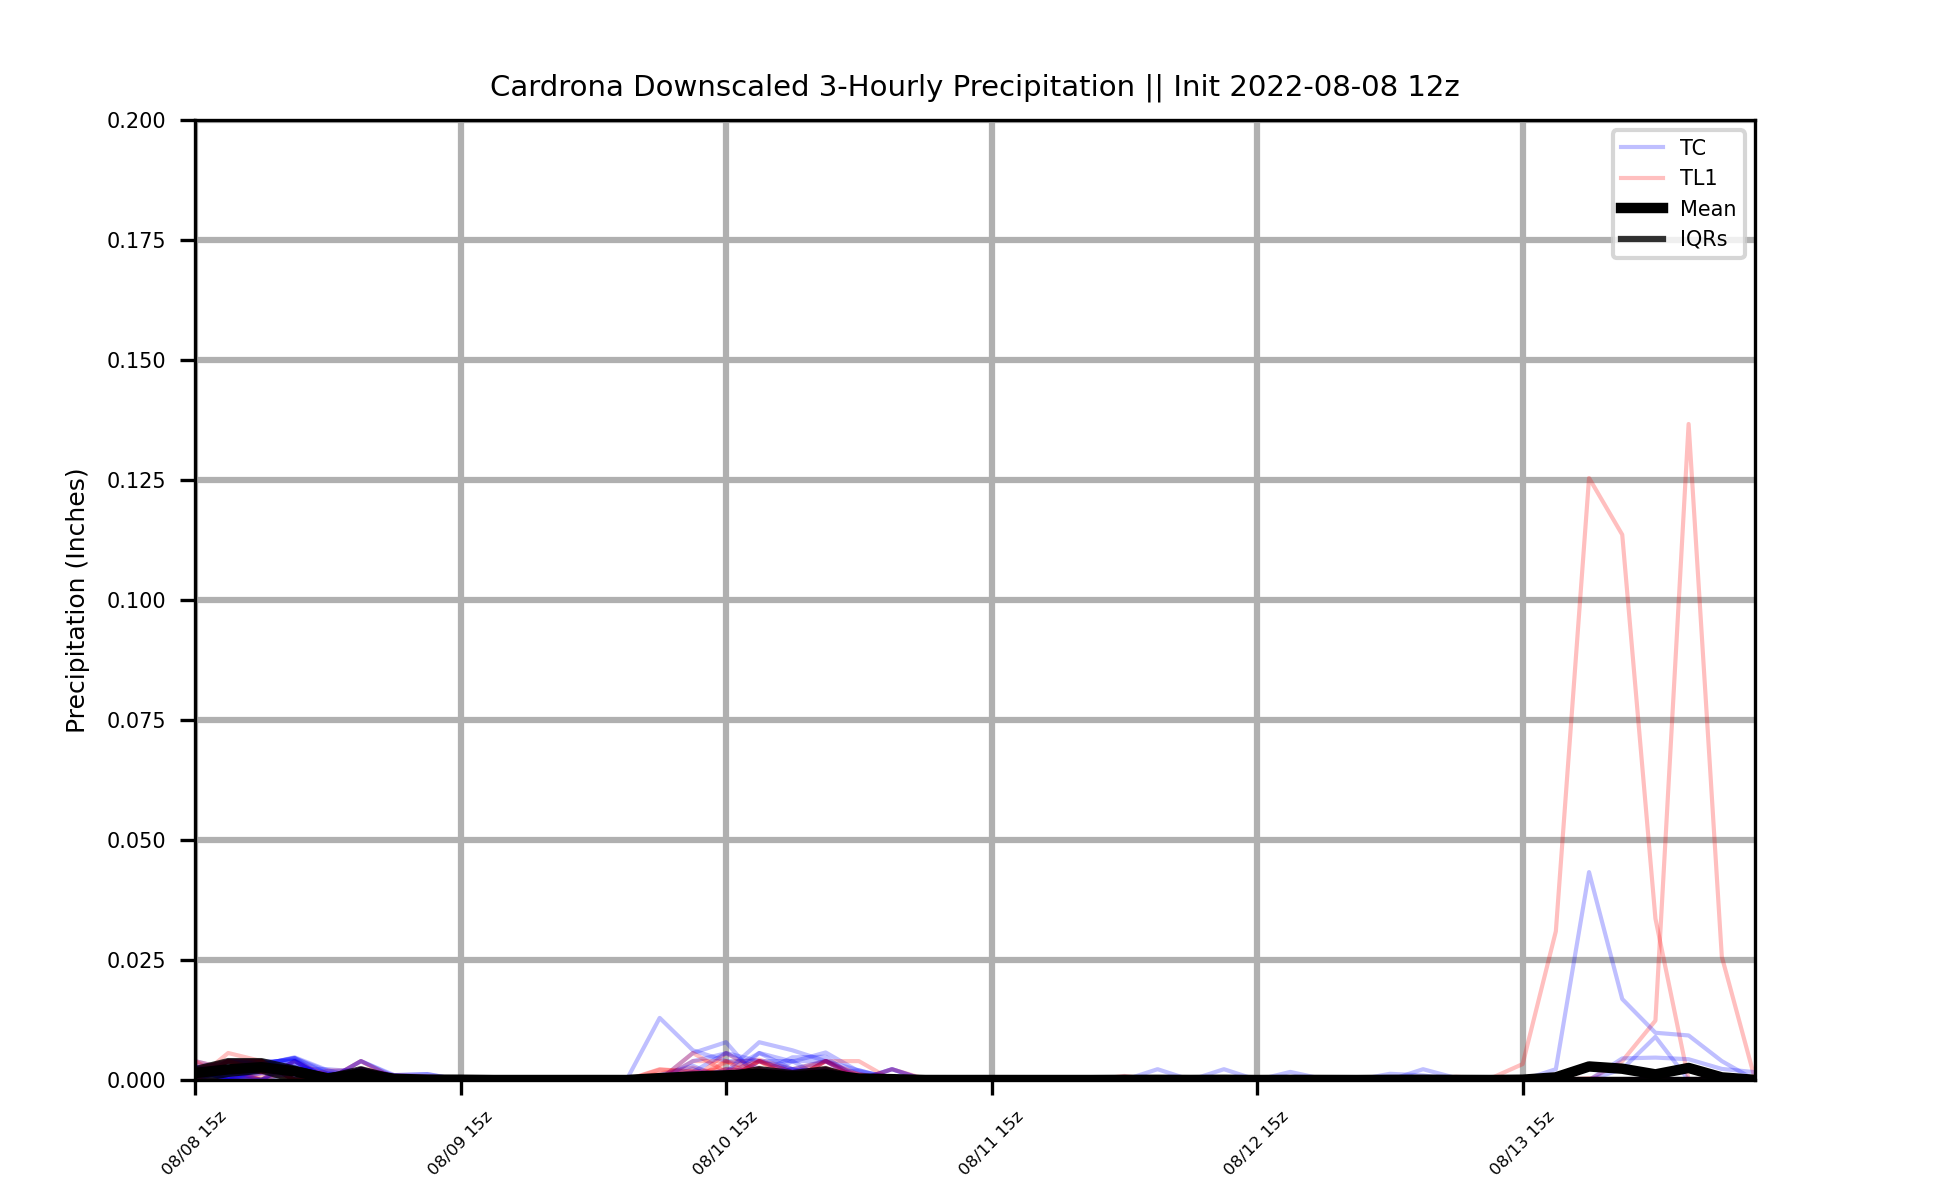 Cardrona Downscaled 3-Hourly Precipitation || Init 2022-08-08 12z
Precipitation (Inches)
0.200
0.175
0.150
0.125
0.100
0.075
0.050
0.025
0.000
TC
TL1
Mean
IQRs
08/08 15z
08/09 15z
08/10 15z
08/11 15z
08/12 15z
08/13 15z